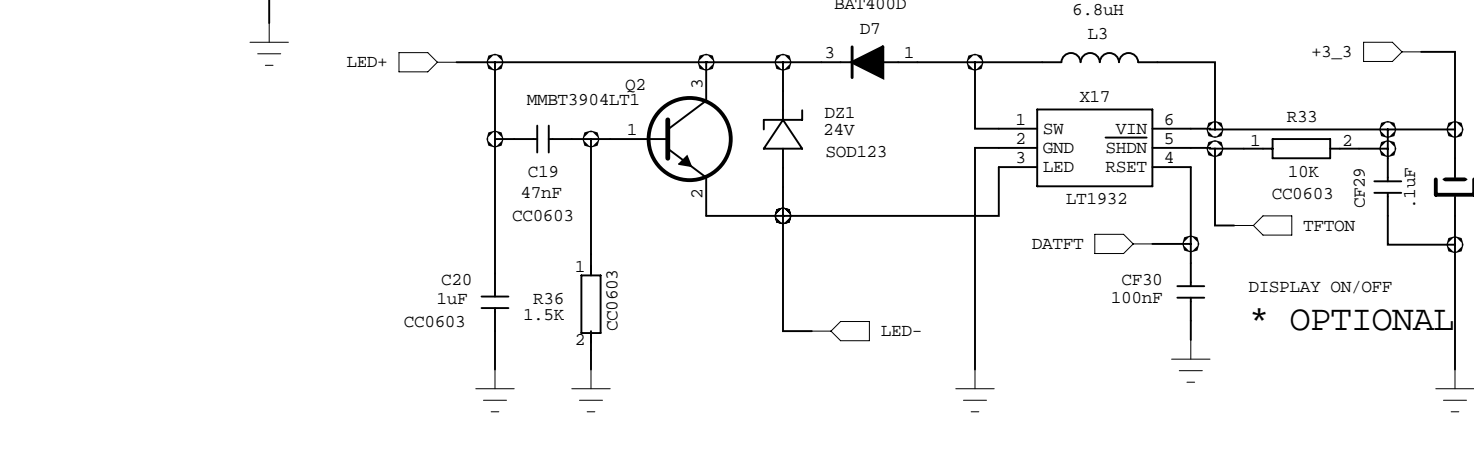 BAT400D
D7
6.8uH
L3
LED+
3
1
+3_3
Q2
MMBT3904LT1
3
1
2
DZ1
24V
SOD123
X17
1 SW
2 GND
3 LED
VIN 6
SHDN 5
RSET 4
LT1932
R33
1
2
10K
CC0603
CF29
.1uF
C19
47nF
CC0603
TFTON
DATFT
C20
1uF
CC0603
1
R36
1.5K
2
CC0603
CF30
100nF
DISPLAY ON/OFF
* OPTIONAL
LED-